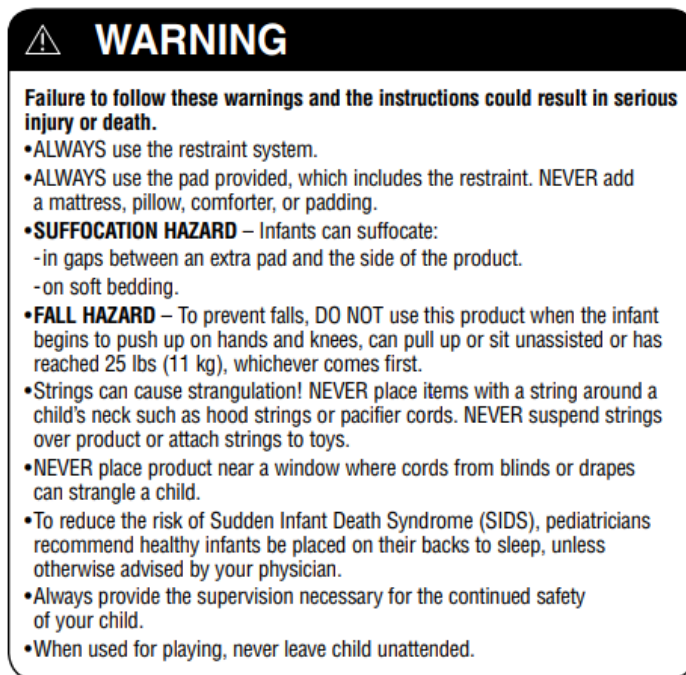 WARNING
Failure to follow these warnings and the instructions could result in serious
injury or death.
•ALWAYS use the restraint system.
•ALWAYS use the pad provided, which includes the restraint. NEVER add
a mattress, pillow, comforter, or padding.
•SUFFOCATION HAZARD – Infants can suffocate:
-in gaps between an extra pad and the side of the product.
-on soft bedding.
•FALL HAZARD – To prevent falls, DO NOT use this product when the infant
begins to push up on hands and knees, can pull up or sit unassisted or has
reached 25 lbs (11 kg), whichever comes first.
•Strings can cause strangulation! NEVER place items with a string around a
child's neck such as hood strings or pacifier cords. NEVER suspend strings
over product or attach strings to toys.
•NEVER place product near a window where cords from blinds or drapes
can strangle a child.
•To reduce the risk of Sudden Infant Death Syndrome (SIDS), pediatricians
recommend healthy infants be placed on their backs to sleep, unless
otherwise advised by your physician.
•Always provide the supervision necessary for the continued safety
of your child.
•When used for playing, never leave child unattended.